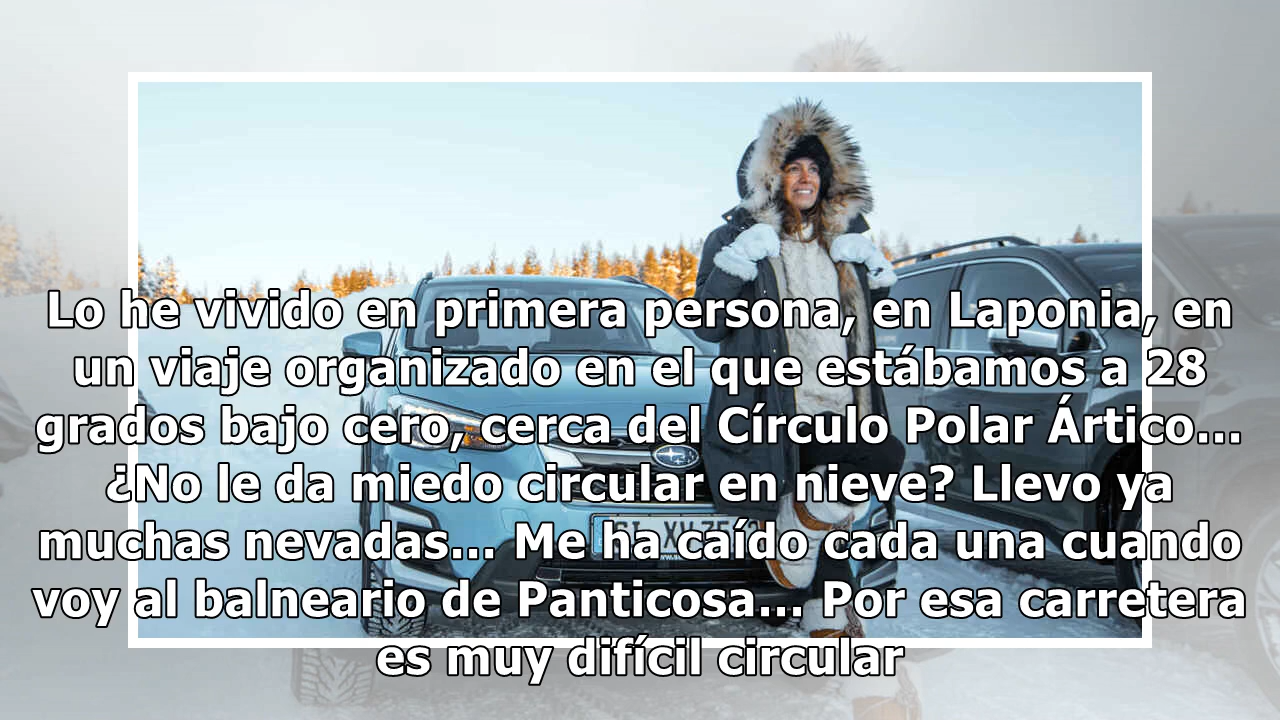 Lo he vivido en primera persona, en Laponia, en
un viaje organizado en el que estábamos a 28
grados bajo cero, cerca del Círculo Polar Ártico...
¿No le da miedo circular en nieve? Llevo ya
muchas nevadas... Me ha caído cada una cuando
voy al balneario de Panticosa... Por esa carretera
es muy difícil circular